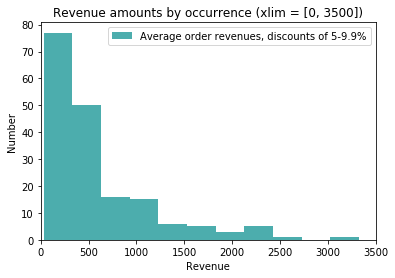 Revenue amounts by occurrence (xlim = [0, 3500])
Average order revenues, discounts of 5-9.9%
80
70
60
50
40
30
20
10
0
Number
0 500 1000 1500 2000 2500 3000 3500
Revenue